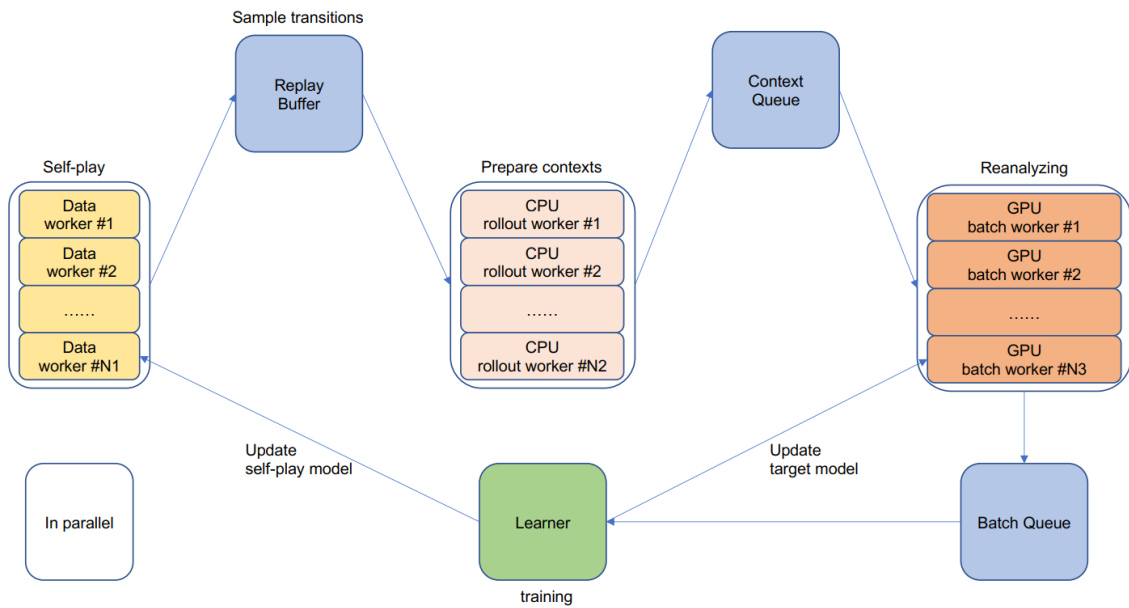 Sample transitions
Replay
Buffer
Context
Queue
Self-play
Data
worker #1
Data
worker #2
......
Data
worker #N1
Prepare contexts
CPU
rollout worker #1
CPU
rollout worker #2
......
CPU
rollout worker #N2
Reanalyzing
GPU
batch worker #1
GPU
batch worker #2
......
GPU
batch worker #N3
Update
self-play model
Update
target model
In parallel
Learner
Batch Queue
training